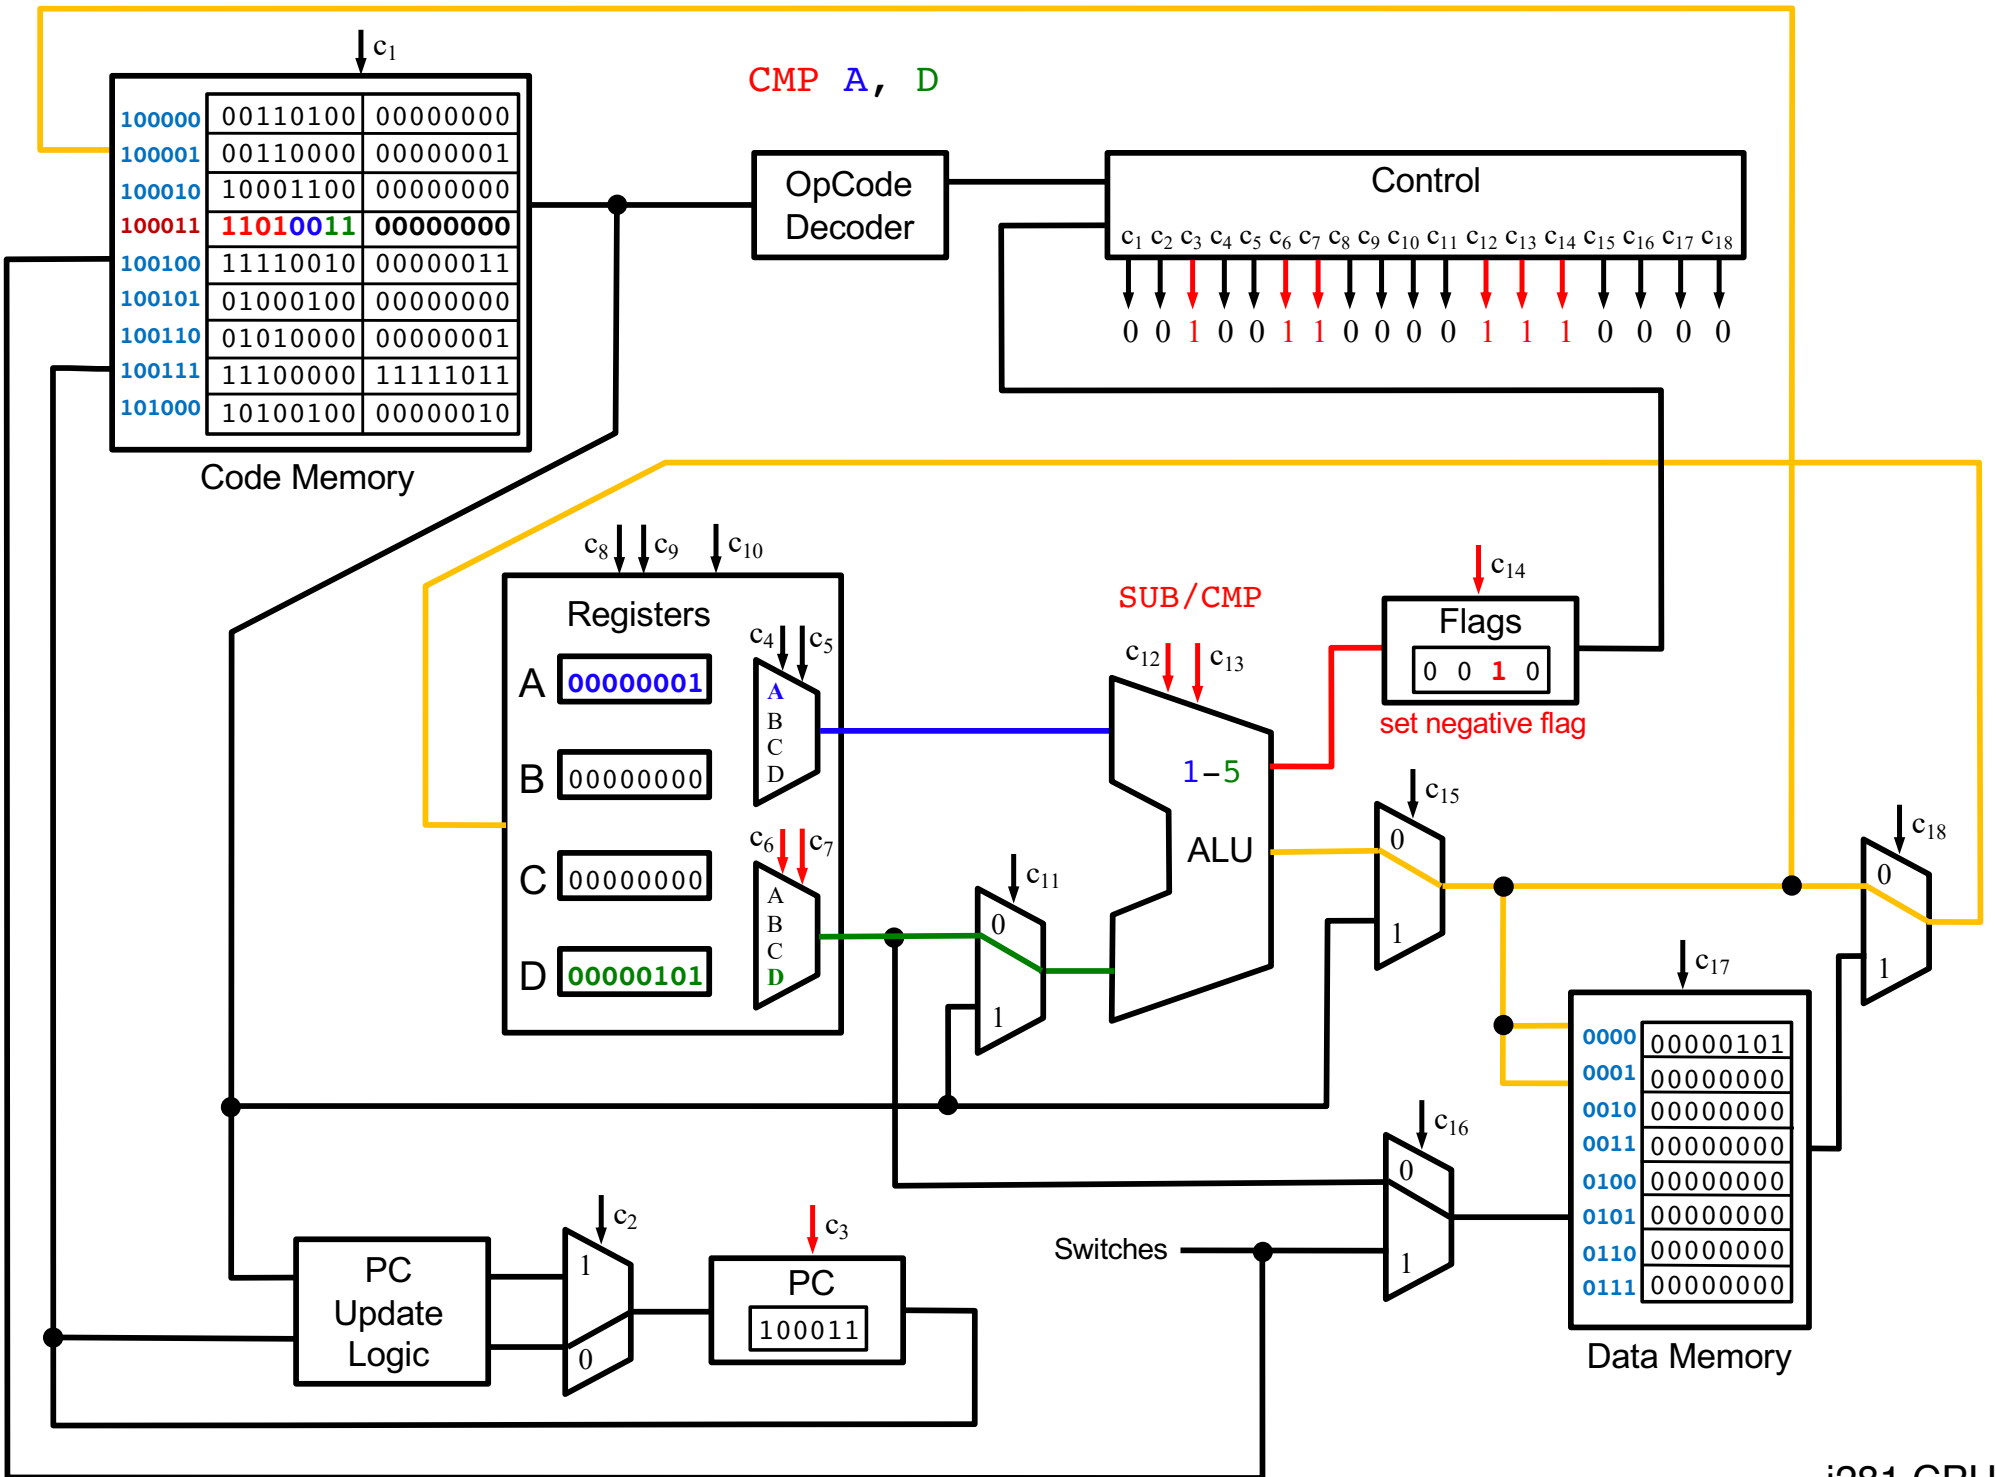 c1
CMP A, D
100000 00110100 00000000
100001 00110000 00000001
100010 10001100 00000000
100011 11010011 00000000
100100 11110010 00000011
100101 01000100 00000000
100110 01010000 00000001
100111 11100000 11111011
101000 10100100 00000010
Code Memory
OpCode
Decoder
Control
c1 c2 c3 c4 c5 c6 c7 c8 c9 c10 c11 c12 c13 c14 c15 c16 c17 c18
0 0 1 0 0 1 1 0 0 0 0 1 1 1 0 0 0 0
c8 c9 c10
Registers
A 00000001
B 00000000
C 00000000
D 00000101
c4 c5
A
B
C
D
c6 c7
A
B
C
D
c11
0
1
SUB/CMP
c12 c13
1-5
ALU
c14
Flags
0 0 1 0
set negative flag
c15
0
1
c18
0
1
c17
0000 00000101
0001 00000000
0010 00000000
0011 00000000
0100 00000000
0101 00000000
0110 00000000
0111 00000000
Data Memory
c16
0
1
Switches
PC
Update
Logic
c2
1
0
c3
PC
100011